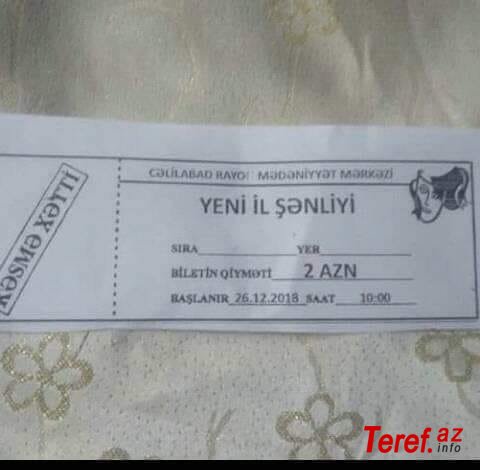 KƏSMƏ XƏTTİ
CƏLİLABAD RAYO MƏDƏNİYYƏT MƏRKƏZİ
YENİ İL ŞƏNLİYİ
SIRA YER
BİLETİN QİYMƏTİ 2 AZN
BAŞLANIR 26.12.2018 SAAT 10:00
Teref.az
info